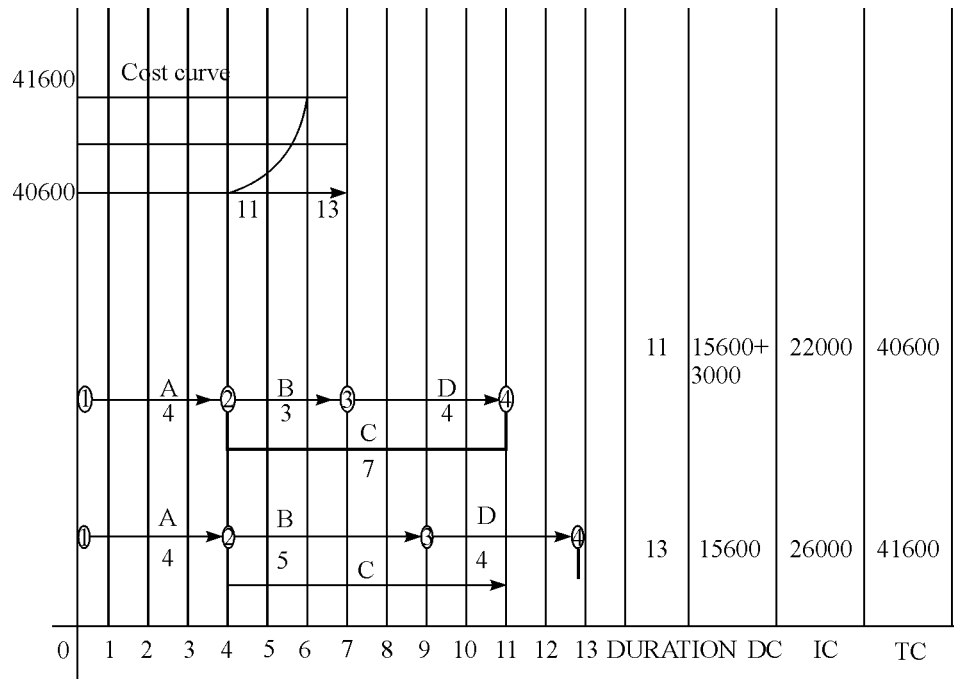 41600
Cost curve
40600
11 13
11 15600+ 22000 40600
3000
A B D
1 2 3 4
4 3 4
C
7
A B D
1 2 3 4
4 5 4
C
13 15600 26000 41600
0 1 2 3 4 5 6 7 8 9 10 11 12 13 DURATION DC IC TC